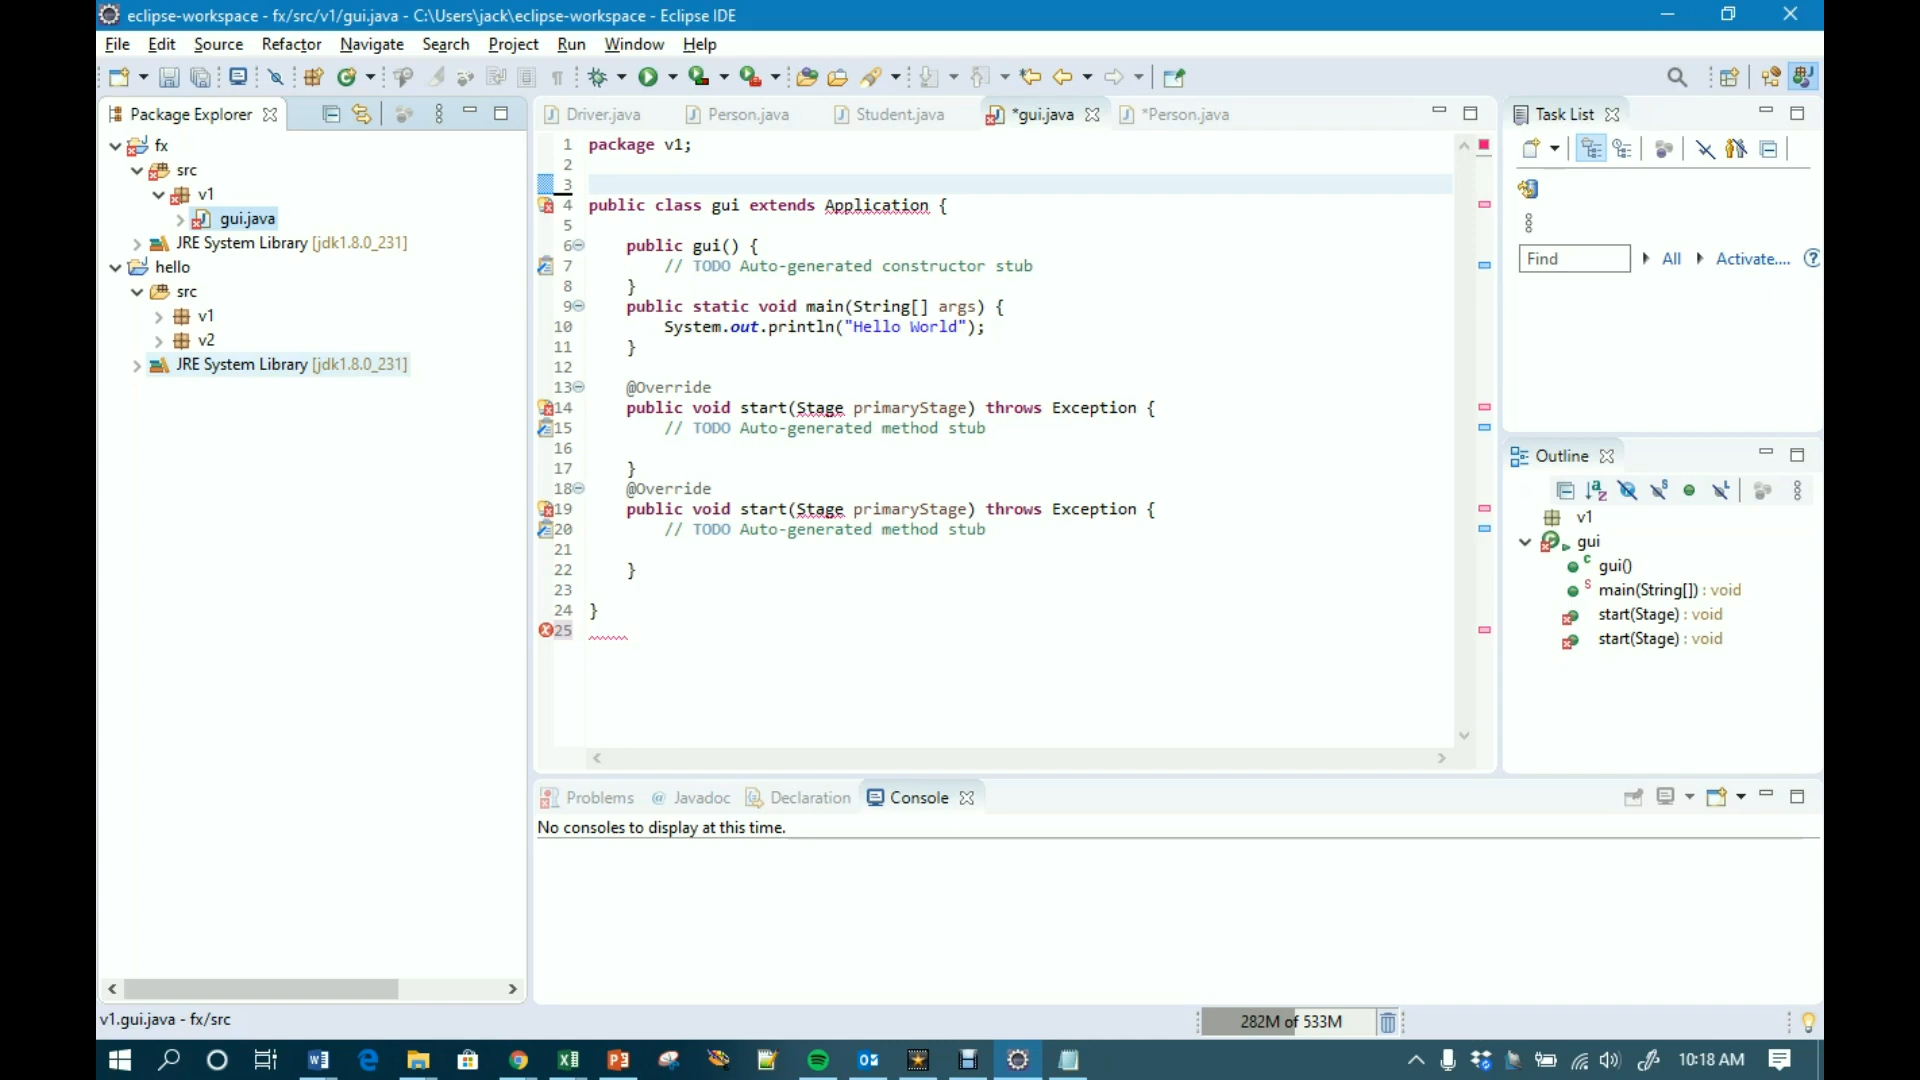 eclipse-workspace - fx/src/v1/gui.java - C:\Users\jack\eclipse-workspace - Eclipse IDE
File Edit Source Refactor Navigate Search Project Run Window Help
Package Explorer
fx
src
v1
gui.java
JRE System Library [jdk1.8.0_231]
hello
src
v1
v2
JRE System Library [jdk1.8.0_231]
Driver.java Person.java Student.java *gui.java *Person.java
1 package v1;
2
3
4 public class gui extends Application {
5
6 public gui() {
7 // TODO Auto-generated constructor stub
8 }
9 public static void main(String[] args) {
10 System.out.println("Hello World");
11 }
12
13 @Override
14 public void start(Stage primaryStage) throws Exception {
15 // TODO Auto-generated method stub
16
17 }
18 @Override
19 public void start(Stage primaryStage) throws Exception {
20 // TODO Auto-generated method stub
21
22 }
23
24 }
25
Task List
Find All Activate....
Outline
v1
gui
gui()
main(String[]) : void
start(Stage) : void
start(Stage) : void
Problems Javadoc Declaration Console
No consoles to display at this time.
v1.gui.java - fx/src
282M of 533M
10:18 AM